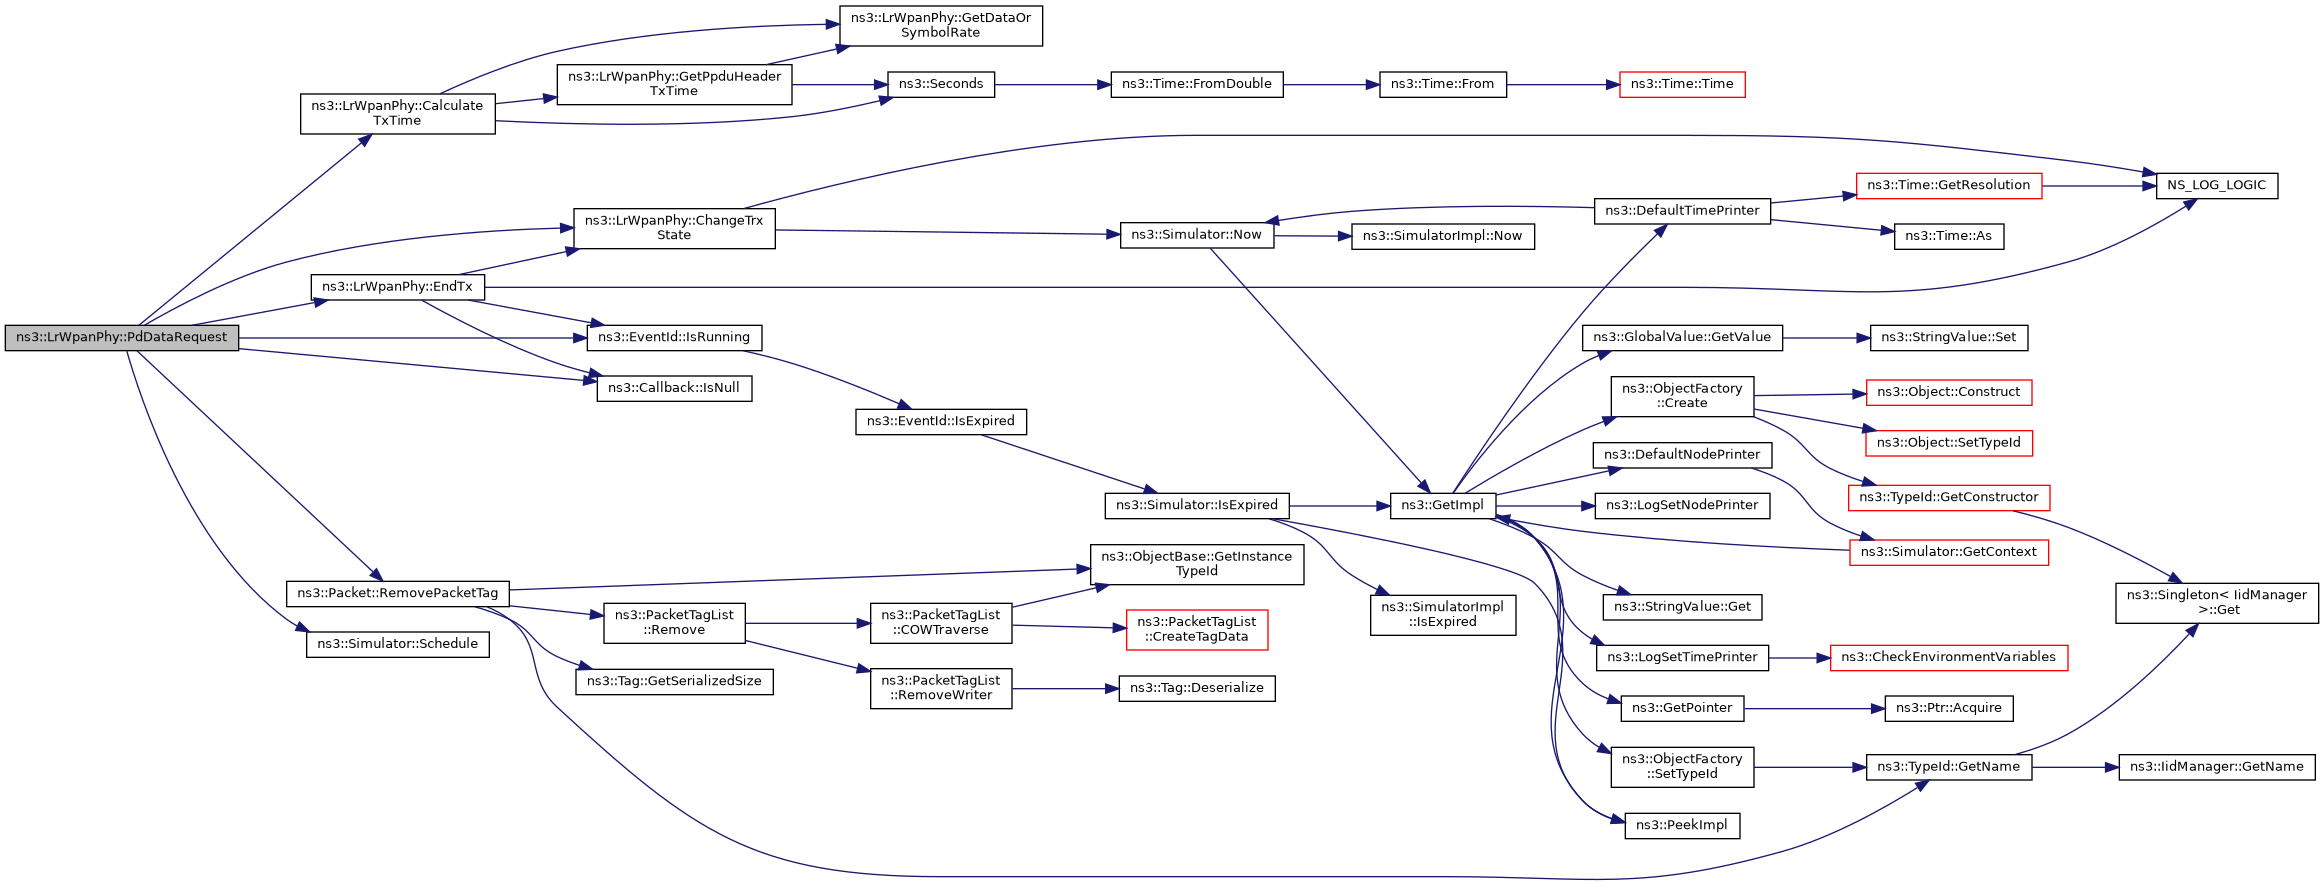 ns3::LrWpanPhy::PdDataRequest
ns3::LrWpanPhy::Calculate
TxTime
ns3::LrWpanPhy::GetDataOr
SymbolRate
ns3::LrWpanPhy::GetPpduHeader
TxTime
ns3::Seconds
ns3::Time::FromDouble
ns3::Time::From
ns3::Time::Time
ns3::LrWpanPhy::ChangeTrx
State
NS_LOG_LOGIC
ns3::Simulator::Now
ns3::SimulatorImpl::Now
ns3::DefaultTimePrinter
ns3::Time::GetResolution
ns3::Time::As
ns3::LrWpanPhy::EndTx
ns3::EventId::IsRunning
ns3::Callback::IsNull
ns3::EventId::IsExpired
ns3::Simulator::IsExpired
ns3::GetImpl
ns3::GlobalValue::GetValue
ns3::StringValue::Set
ns3::ObjectFactory
::Create
ns3::Object::Construct
ns3::Object::SetTypeId
ns3::DefaultNodePrinter
ns3::TypeId::GetConstructor
ns3::LogSetNodePrinter
ns3::Simulator::GetContext
ns3::Singleton< IidManager
>::Get
ns3::StringValue::Get
ns3::SimulatorImpl
::IsExpired
ns3::LogSetTimePrinter
ns3::CheckEnvironmentVariables
ns3::GetPointer
ns3::Ptr::Acquire
ns3::ObjectFactory
::SetTypeId
ns3::TypeId::GetName
ns3::IidManager::GetName
ns3::PeekImpl
ns3::Packet::RemovePacketTag
ns3::ObjectBase::GetInstance
TypeId
ns3::PacketTagList
::Remove
ns3::PacketTagList
::COWTraverse
ns3::PacketTagList
::CreateTagData
ns3::PacketTagList
::RemoveWriter
ns3::Tag::Deserialize
ns3::Tag::GetSerializedSize
ns3::Simulator::Schedule